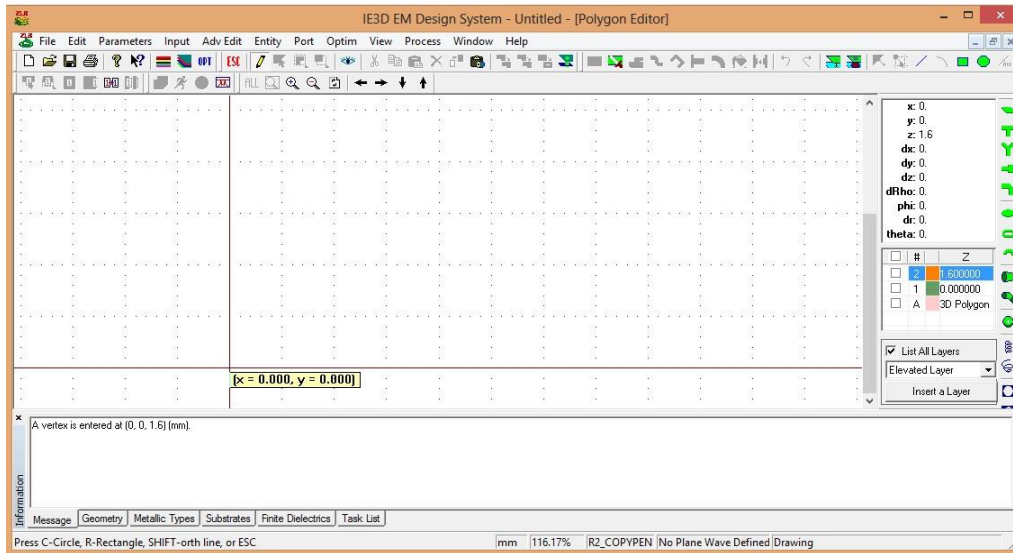 IE3D EM Design System - Untitled - [Polygon Editor]
File Edit Parameters Input Adv Edit Entity Port Optim View Process Window Help
OPT ESC
ALL
x: 0.
y: 0.
z: 1.6
dx: 0.
dy: 0.
dz: 0.
dRho: 0.
phi: 0.
dr: 0.
theta: 0.
# Z
2 1.600000
1 0.000000
A 3D Polygon
List All Layers
Elevated Layer
Insert a Layer
(x = 0.000, y = 0.000)
A vertex is entered at (0, 0, 1.6) (mm).
Information
Message Geometry Metallic Types Substrates Finite Dielectrics Task List
Press C-Circle, R-Rectangle, SHIFT-orth line, or ESC mm 116.17% R2_COPYPEN No Plane Wave Defined Drawing